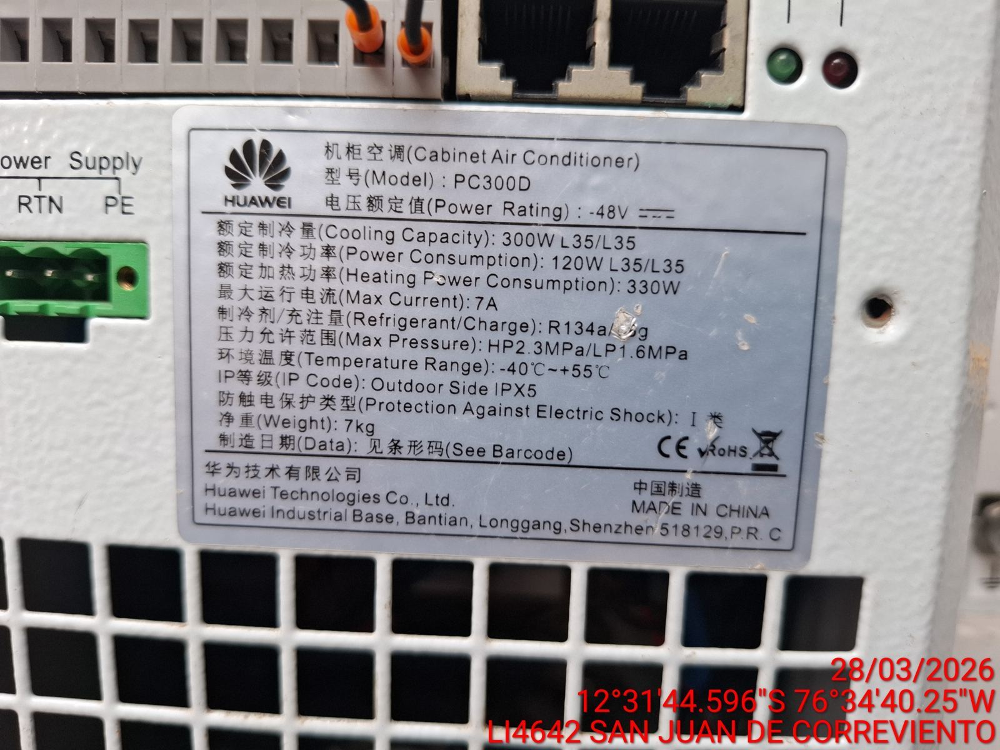 Power Supply
RTN PE
机柜空调(Cabinet Air Conditioner)
型号(Model) : PC300D
HUAWEI
电压额定值(Power Rating) : -48V
额定制冷量(Cooling Capacity): 300W L35/L35
额定制冷功率(Power Consumption): 120W L35/L35
额定加热功率(Heating Power Consumption): 330W
最大运行电流(Max Current): 7A
制冷剂/充注量(Refrigerant/Charge): R134a/
压力允许范围(Max Pressure): HP2.3MPa/LP1.6MPa
环境温度(Temperature Range): -40℃~+55℃
IP等级(IP Code): Outdoor Side IPX5
防触电保护类型(Protection Against Electric Shock): I 类
净重(Weight): 7kg
制造日期(Data): 见条形码(See Barcode)
CE RoHS
华为技术有限公司
Huawei Technologies Co., Ltd.
Huawei Industrial Base, Bantian, Longgang,Shenzhen 518129,P.R. C
中国制造
MADE IN CHINA
28/03/2026
12°31'44.596"S 76°34'40.25"W
LI4642 SAN JUAN DE CORREVIENTO